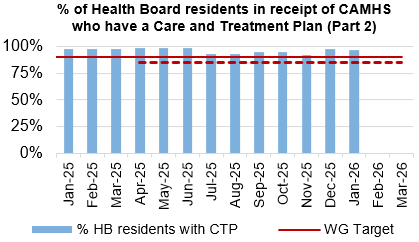 % of Health Board residents in receipt of CAMHS
who have a Care and Treatment Plan (Part 2)
100%
75%
50%
25%
0%
Jan-25
Feb-25
Mar-25
Apr-25
May-25
Jun-25
Jul-25
Aug-25
Sep-25
Oct-25
Nov-25
Dec-25
Jan-26
Feb-26
Mar-26
% HB residents with CTP
WG Target